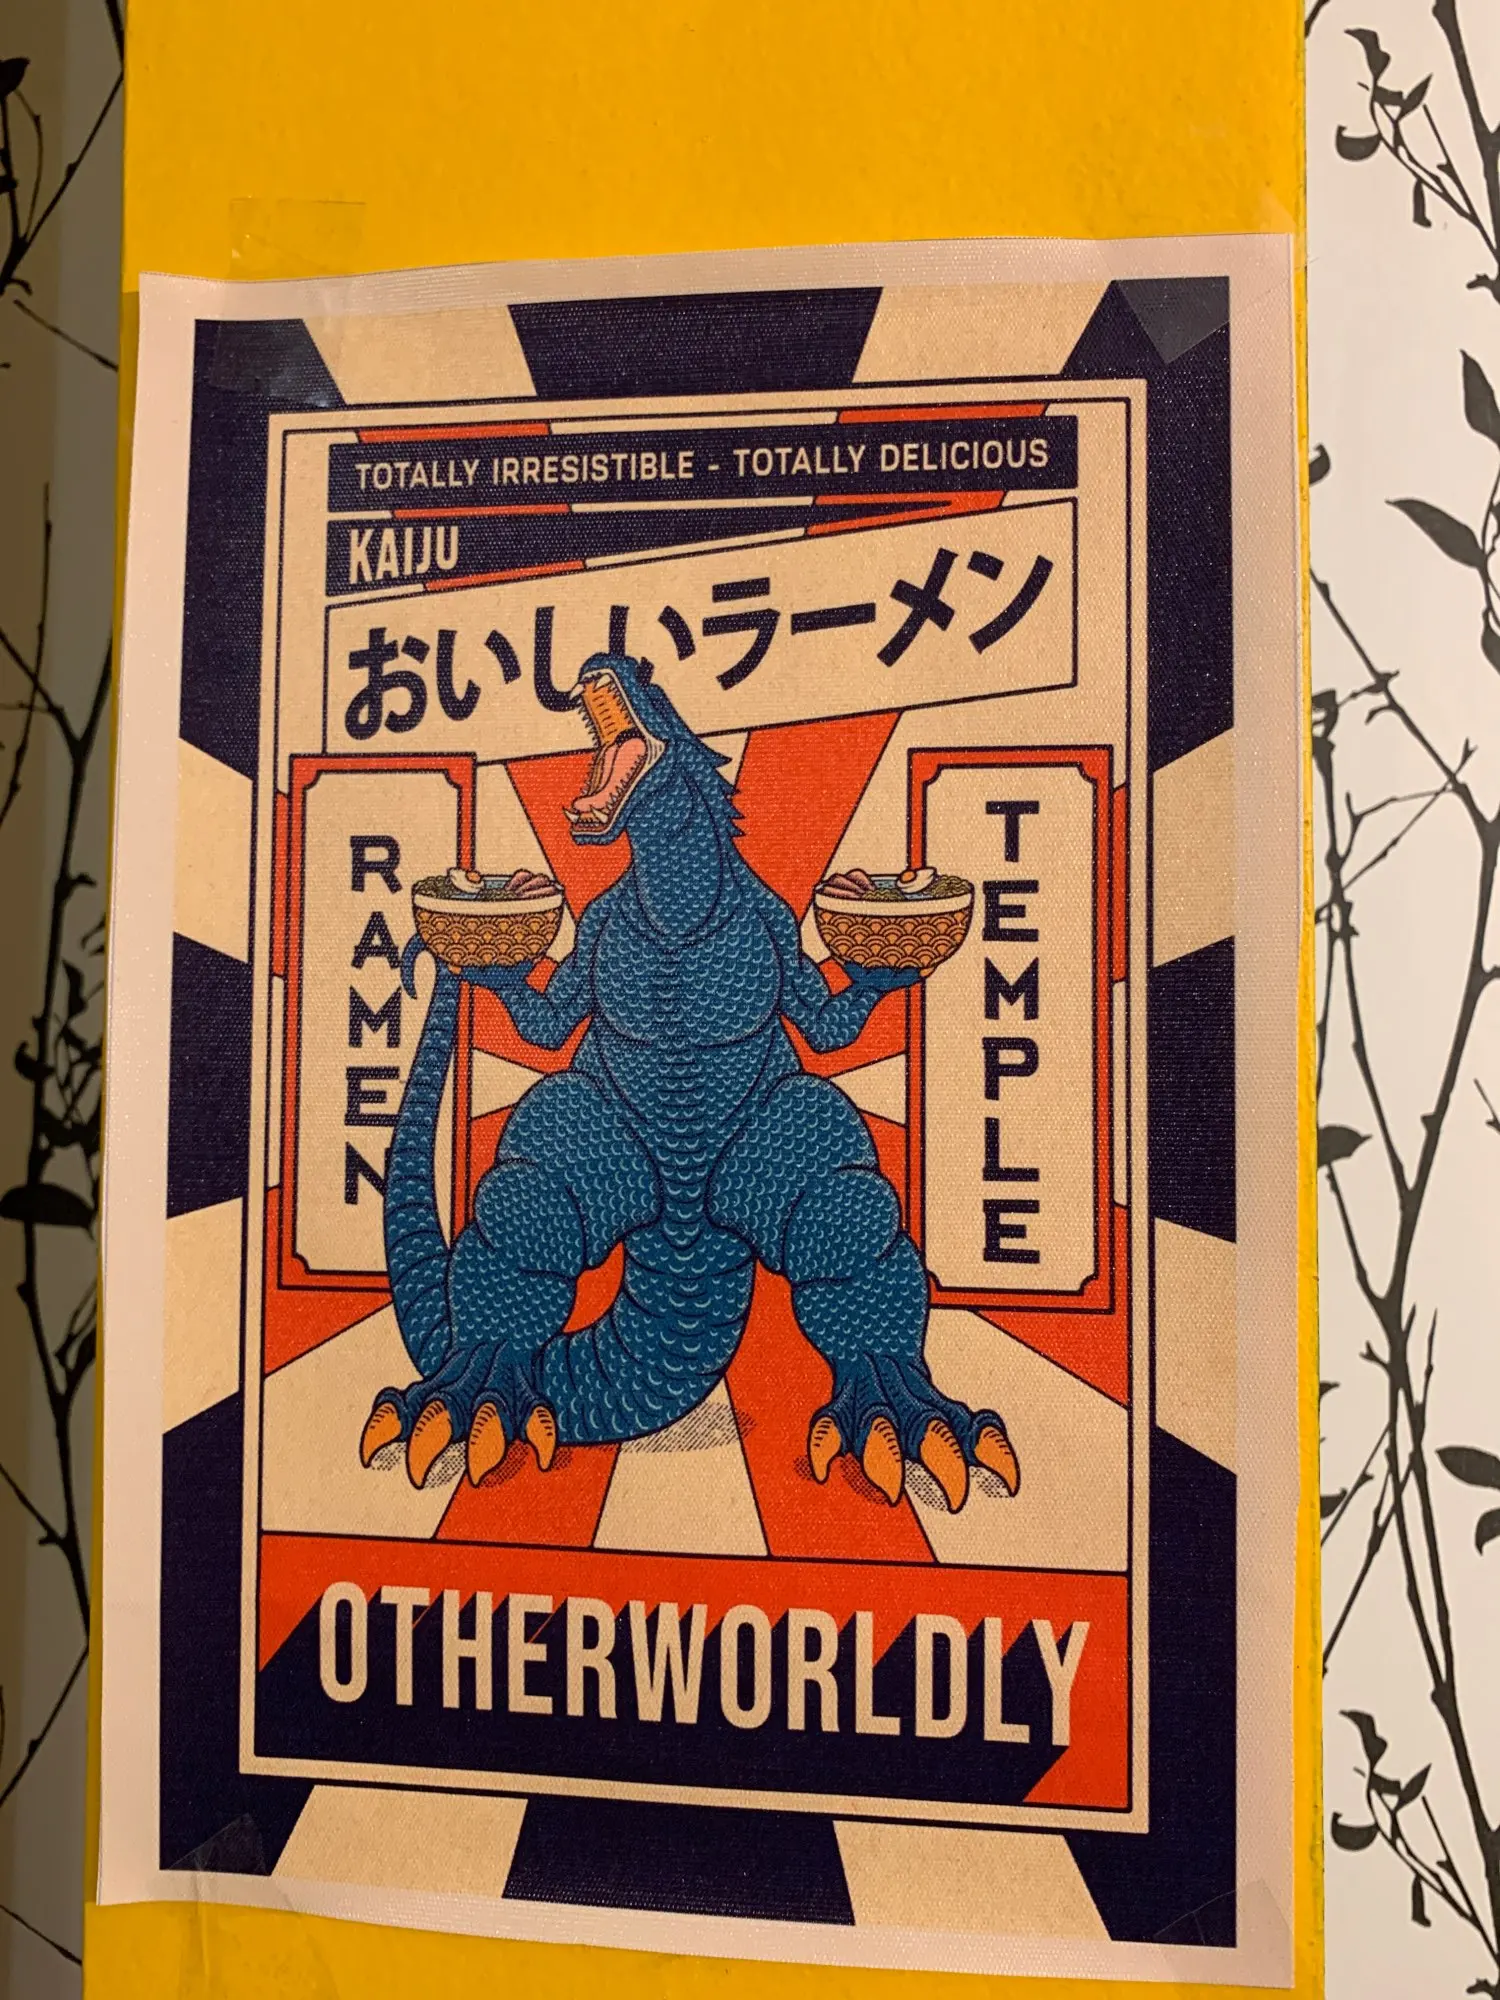 TOTALLY IRRESISTIBLE - TOTALLY DELICIOUS
KAIJU
おいしいラーメン
RAMEN
TEMPLE
OTHERWORLDLY